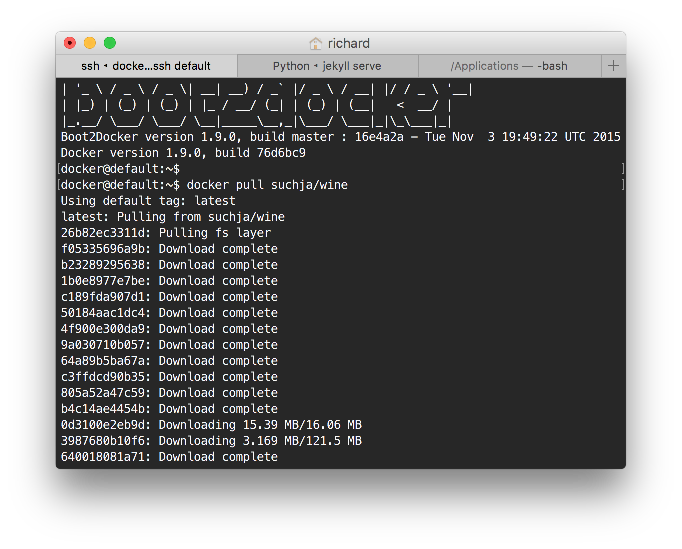 richard
ssh • docke...ssh default
Python • jekyll serve
/Applications — -bash
| '_ \ / _ \ / _ \| __| __) / _` |/ _ \ / __| |/ / _ \ '__|
| |_) | (_) | (_) | |_ / __/ (_| | (_) | (__|   <  __/ |
|_.__/ \___/ \___/ \__|_____\__,_|\___/ \___|_|\_\___|_|
Boot2Docker version 1.9.0, build master : 16e4a2a - Tue Nov  3 19:49:22 UTC 2015
Docker version 1.9.0, build 76d6bc9
[docker@default:~$ ]
[docker@default:~$ docker pull suchja/wine ]
Using default tag: latest
latest: Pulling from suchja/wine
26b82ec3311d: Pulling fs layer
f05335696a9b: Download complete
b23289295638: Download complete
1b0e8977e7be: Download complete
c189fda907d1: Download complete
50184aac1dc4: Download complete
4f900e300da9: Download complete
9a030710b057: Download complete
64a89b5ba67a: Download complete
c3ffdcd90b35: Download complete
805a52a47c59: Download complete
b4c14ae4454b: Download complete
0d3100e2eb9d: Downloading 15.39 MB/16.06 MB
3987680b10f6: Downloading 3.169 MB/121.5 MB
640018081a71: Download complete